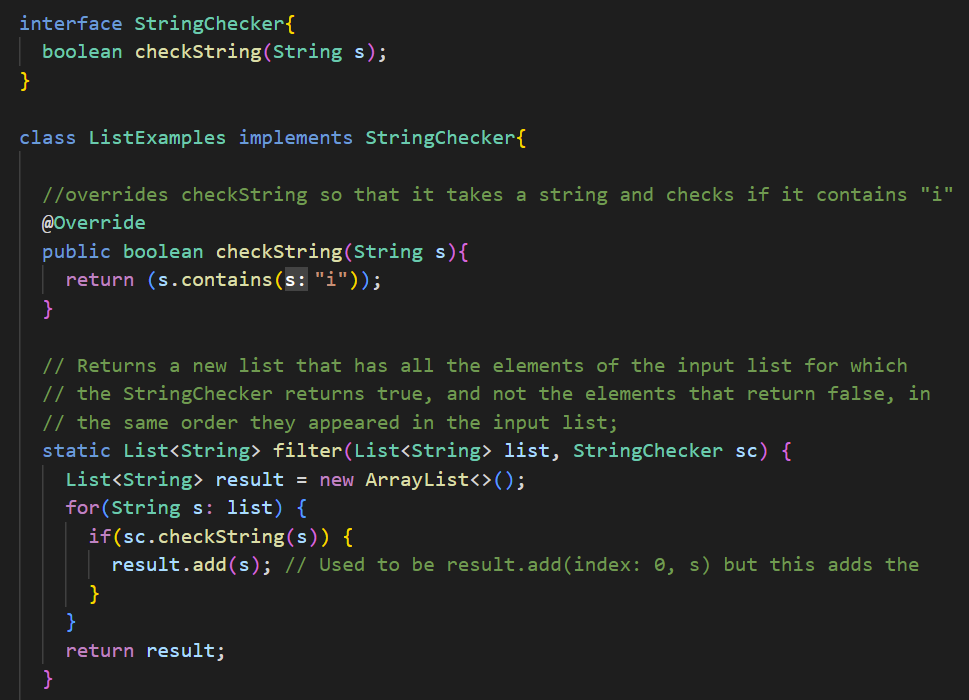 interface StringChecker{
boolean checkString(String s);
}
class ListExamples implements StringChecker{
//overrides checkString so that it takes a string and checks if it contains "i"
@Override
public boolean checkString(String s){
return (s.contains(s:"i"));
}
// Returns a new list that has all the elements of the input list for which
// the StringChecker returns true, and not the elements that return false, in
// the same order they appeared in the input list;
static List<String> filter(List<String> list, StringChecker sc) {
List<String> result = new ArrayList<>();
for(String s: list) {
if(sc.checkString(s)) {
result.add(s); // Used to be result.add(index: 0, s) but this adds the
}
}
return result;
}